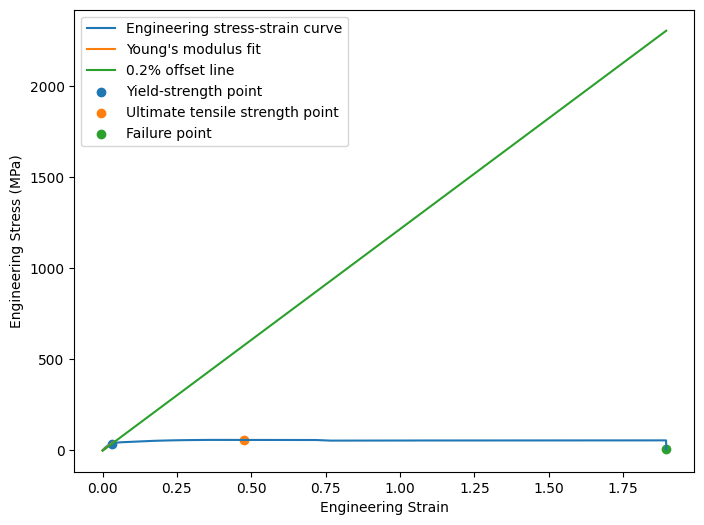 Engineering stress-strain curve
Young's modulus fit
0.2% offset line
Yield-strength point
Ultimate tensile strength point
Failure point
Engineering Stress (MPa)
2000
1500
1000
500
0
0.00 0.25 0.50 0.75 1.00 1.25 1.50 1.75
Engineering Strain